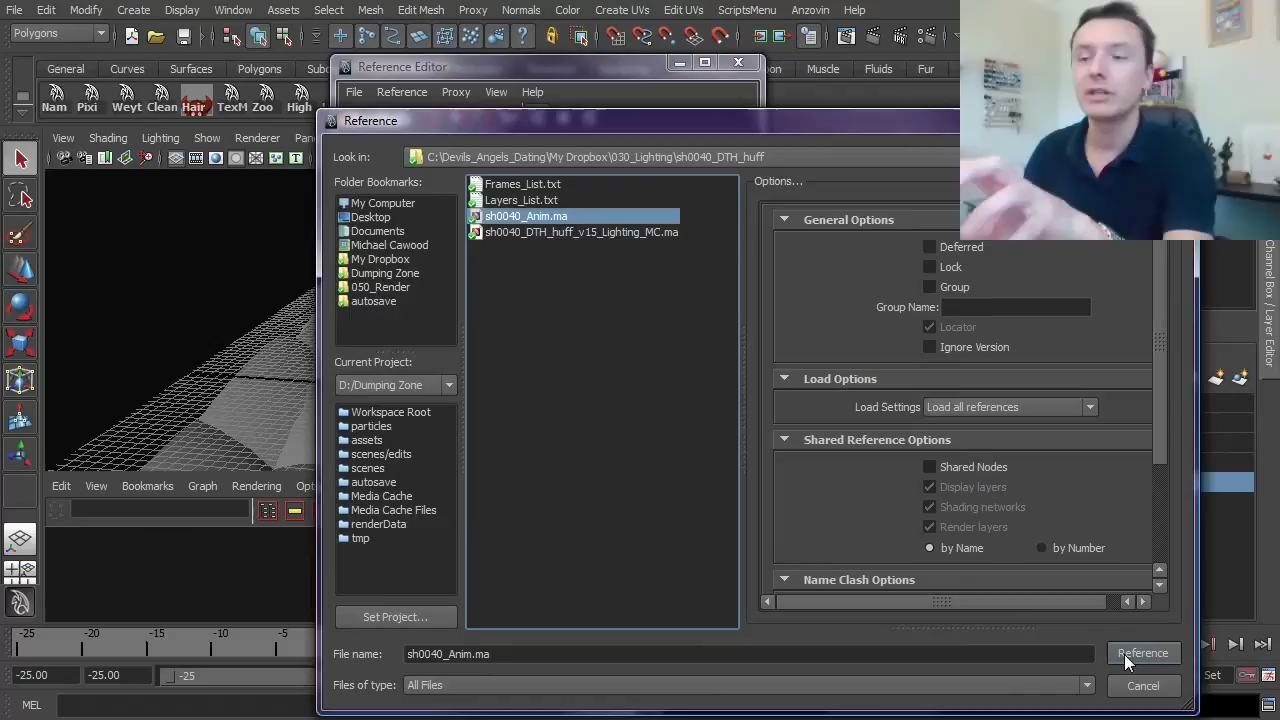 File Edit Modify Create Display Window Assets Select Mesh Edit Mesh Proxy Normals Color Create UVs Edit UVs ScriptsMenu Anzovin Help
Polygons
General Curves Surfaces Polygons Muscle Fluids Fur
Nam Pixi Weyt Clean Hair TexM Zoo High
View Shading Lighting Show Renderer Pan
Reference Editor
File Reference Proxy View Help
Reference
Look in: C:\Devils_Angels_Dating\My Dropbox\030_Lighting\sh0040_DTH_huff
Folder Bookmarks:
My Computer
Desktop
Documents
Michael Cawood
My Dropbox
Dumping Zone
050_Render
autosave
Current Project:
D:/Dumping Zone
Workspace Root
particles
assets
scenes/edits
scenes
autosave
Media Cache
Media Cache Files
renderData
tmp
Set Project...
Frames_List.txt
Layers_List.txt
sh0040_Anim.ma
sh0040_DTH_huff_v15_Lighting_MC.ma
Options...
General Options
Deferred
Lock
Group
Group Name:
Locator
Ignore Version
Load Options
Load Settings Load all references
Shared Reference Options
Shared Nodes
Display layers
Shading networks
Render layers
by Name by Number
Name Clash Options
File name: sh0040_Anim.ma
Reference
Files of type: All Files
Cancel
Channel Box / Layer Editor
Edit View Bookmarks Graph Rendering
-25 -20 -15 -10 -5
-25.00 -25.00 -25
Set
MEL